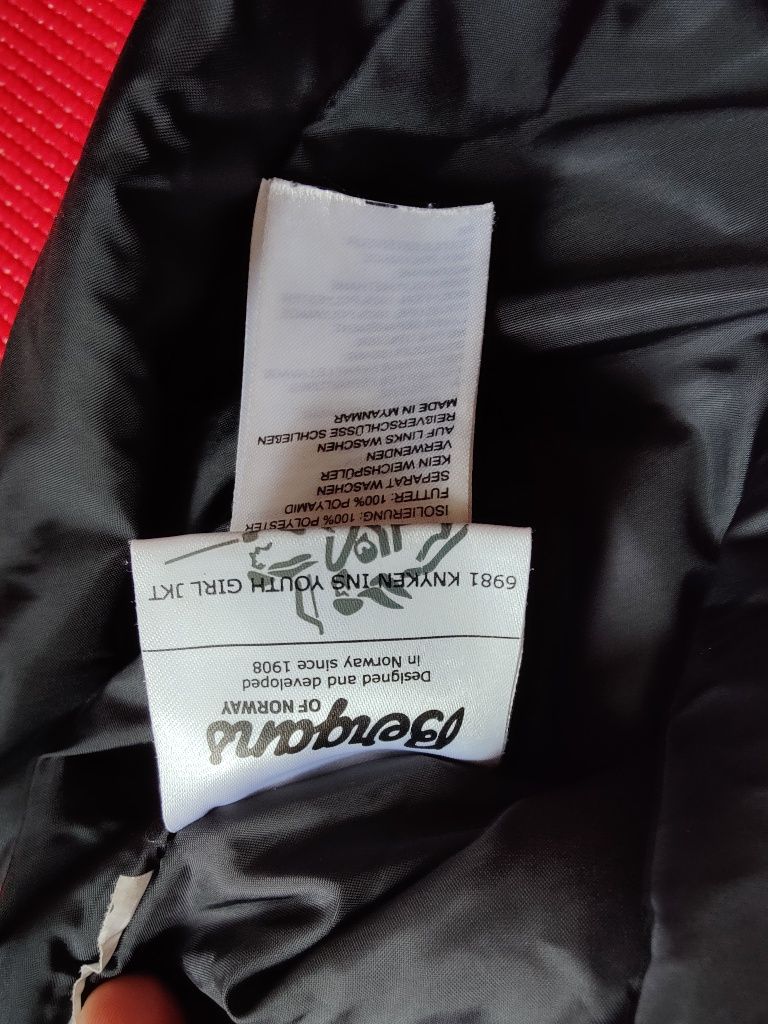 Bergans
OF NORWAY
Designed and developed
in Norway since 1908
6981 KNYKEN INS YOUTH GIRL JKT
ISOLIERUNG: 100% POLYESTER
FUTTER: 100% POLYAMID
SEPARAT WASCHEN
KEIN WEICHSPÜLER
VERWENDEN
AUF LINKS WASCHEN
REIßVERSCHLÜSSE SCHLIEßEN
MADE IN MYANMAR